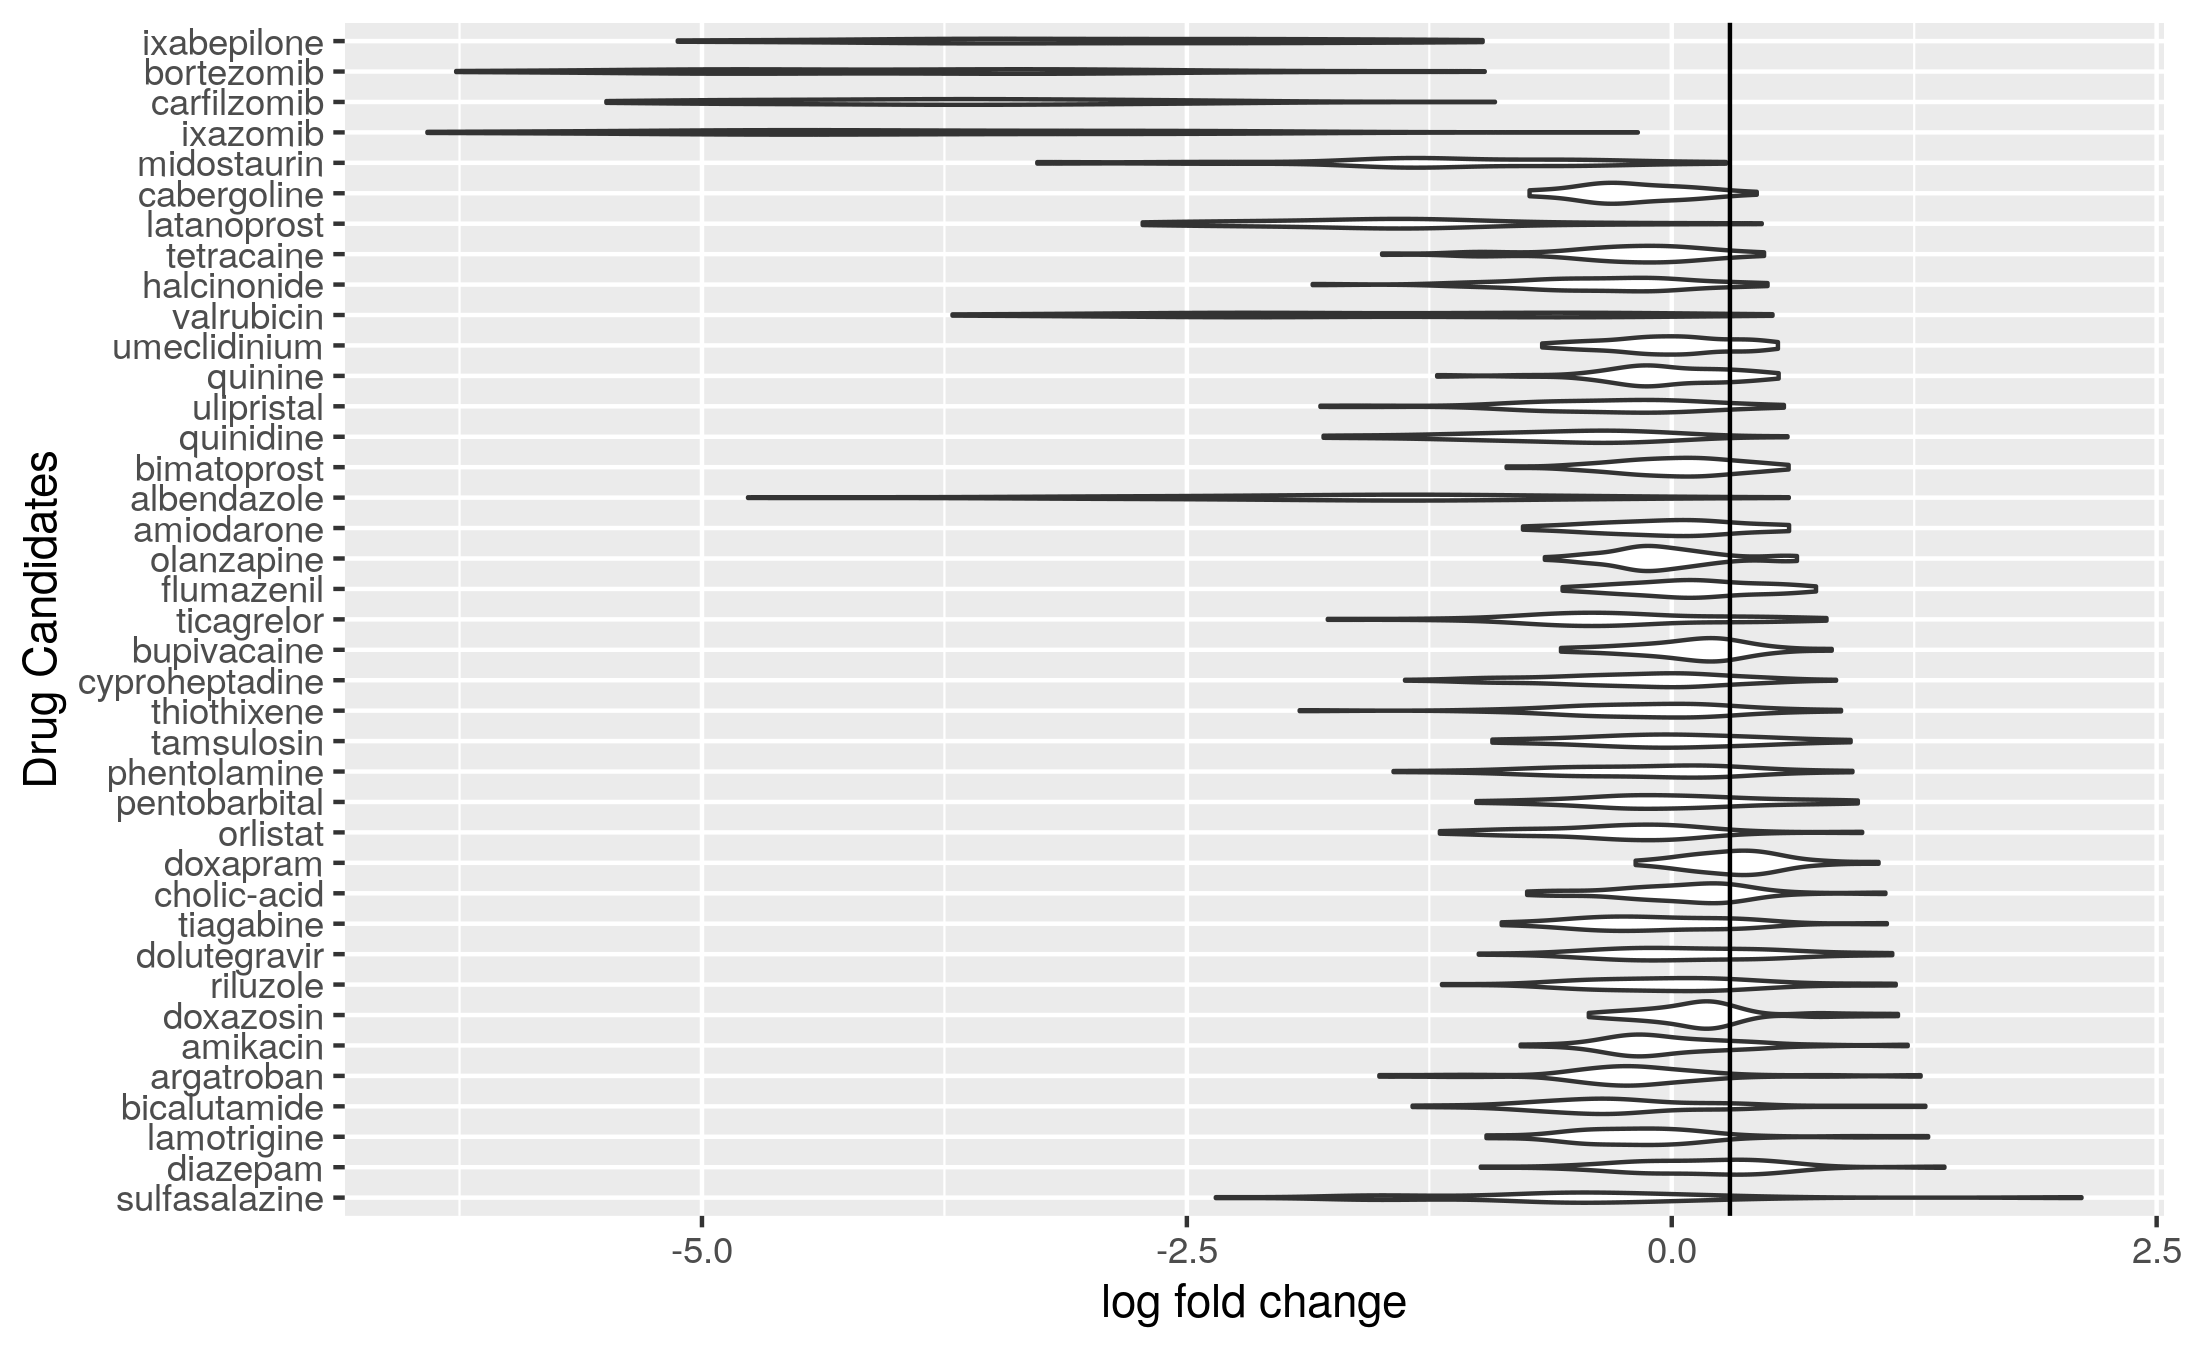 ixabepilone
bortezomib
carfilzomib
ixazomib
midostaurin
cabergoline
latanoprost
tetracaine
halcinonide
valrubicin
umeclidinium
quinine
ulipristal
quinidine
bimatoprost
albendazole
amiodarone
olanzapine
flumazenil
ticagrelor
bupivacaine
cyproheptadine
thiothixene
tamsulosin
phentolamine
pentobarbital
orlistat
doxapram
cholic-acid
tiagabine
dolutegravir
riluzole
doxazosin
amikacin
argatroban
bicalutamide
lamotrigine
diazepam
sulfasalazine
Drug Candidates
-5.0 -2.5 0.0 2.5
log fold change